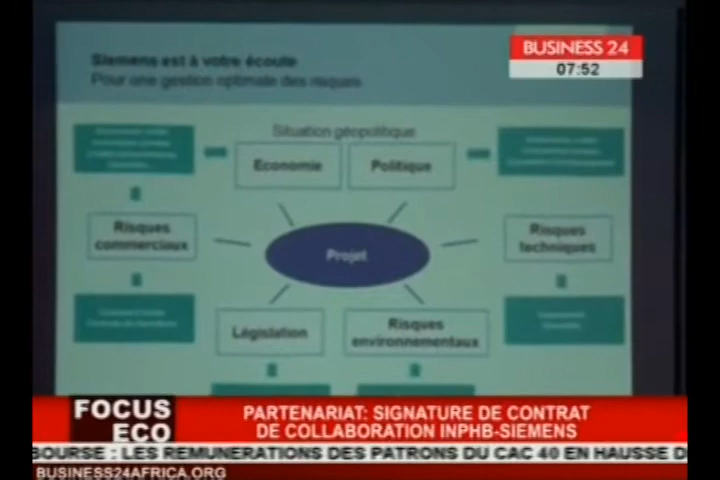 BUSINESS 24
07:52
Siemens est à votre écoute
Pour une gestion optimale des risques
Situation géopolitique
Economie
Politique
Risques
commerciaux
Projet
Risques
techniques
Législation
Risques
environnementaux
FOCUS
ECO
PARTENARIAT: SIGNATURE DE CONTRAT
DE COLLABORATION INPHB-SIEMENS
BOURSE : LES REMUNERATIONS DES PATRONS DU CAC 40 EN HAUSSE D
BUSINESS24AFRICA.ORG